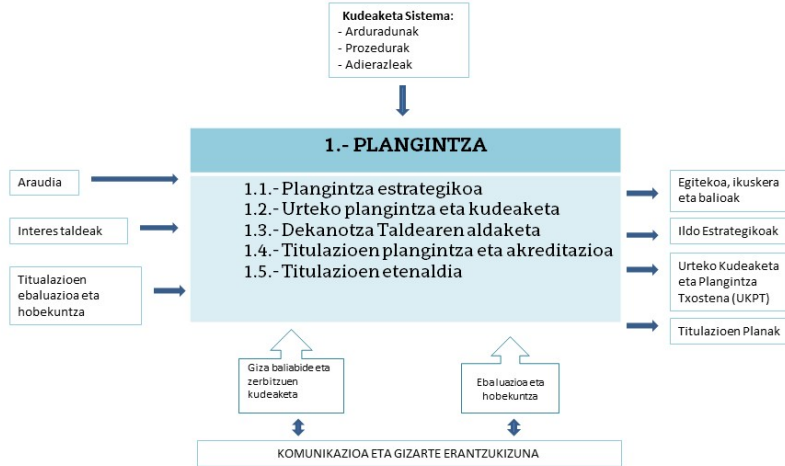 Kudeaketa Sistema:
- Arduradunak
- Prozedurak
- Adierazleak
1.- PLANGINTZA
Araudia
Interes taldeak
Titualazioen
ebaluazioa eta
hobekuntza
1.1.- Plangintza estrategikoa
1.2.- Urteko plangintza eta kudeaketa
1.3.- Dekanotza Taldearen aldaketa
1.4.- Titulazioen plangintza eta akreditazioa
1.5.- Titulazioen etenaldia
Egitekoa, ikuskera
eta balioak
Ildo Estrategikoak
Urteko Kudeaketa
eta Plangintza
Txostena (UKPT)
Titulazioen Planak
Giza baliabide eta
zerbitzuen
kudeaketa
Eba luazioa eta
hobekuntza
KOMUNIKAZIOA ETA GIZARTE ERANTZUKIZUNA